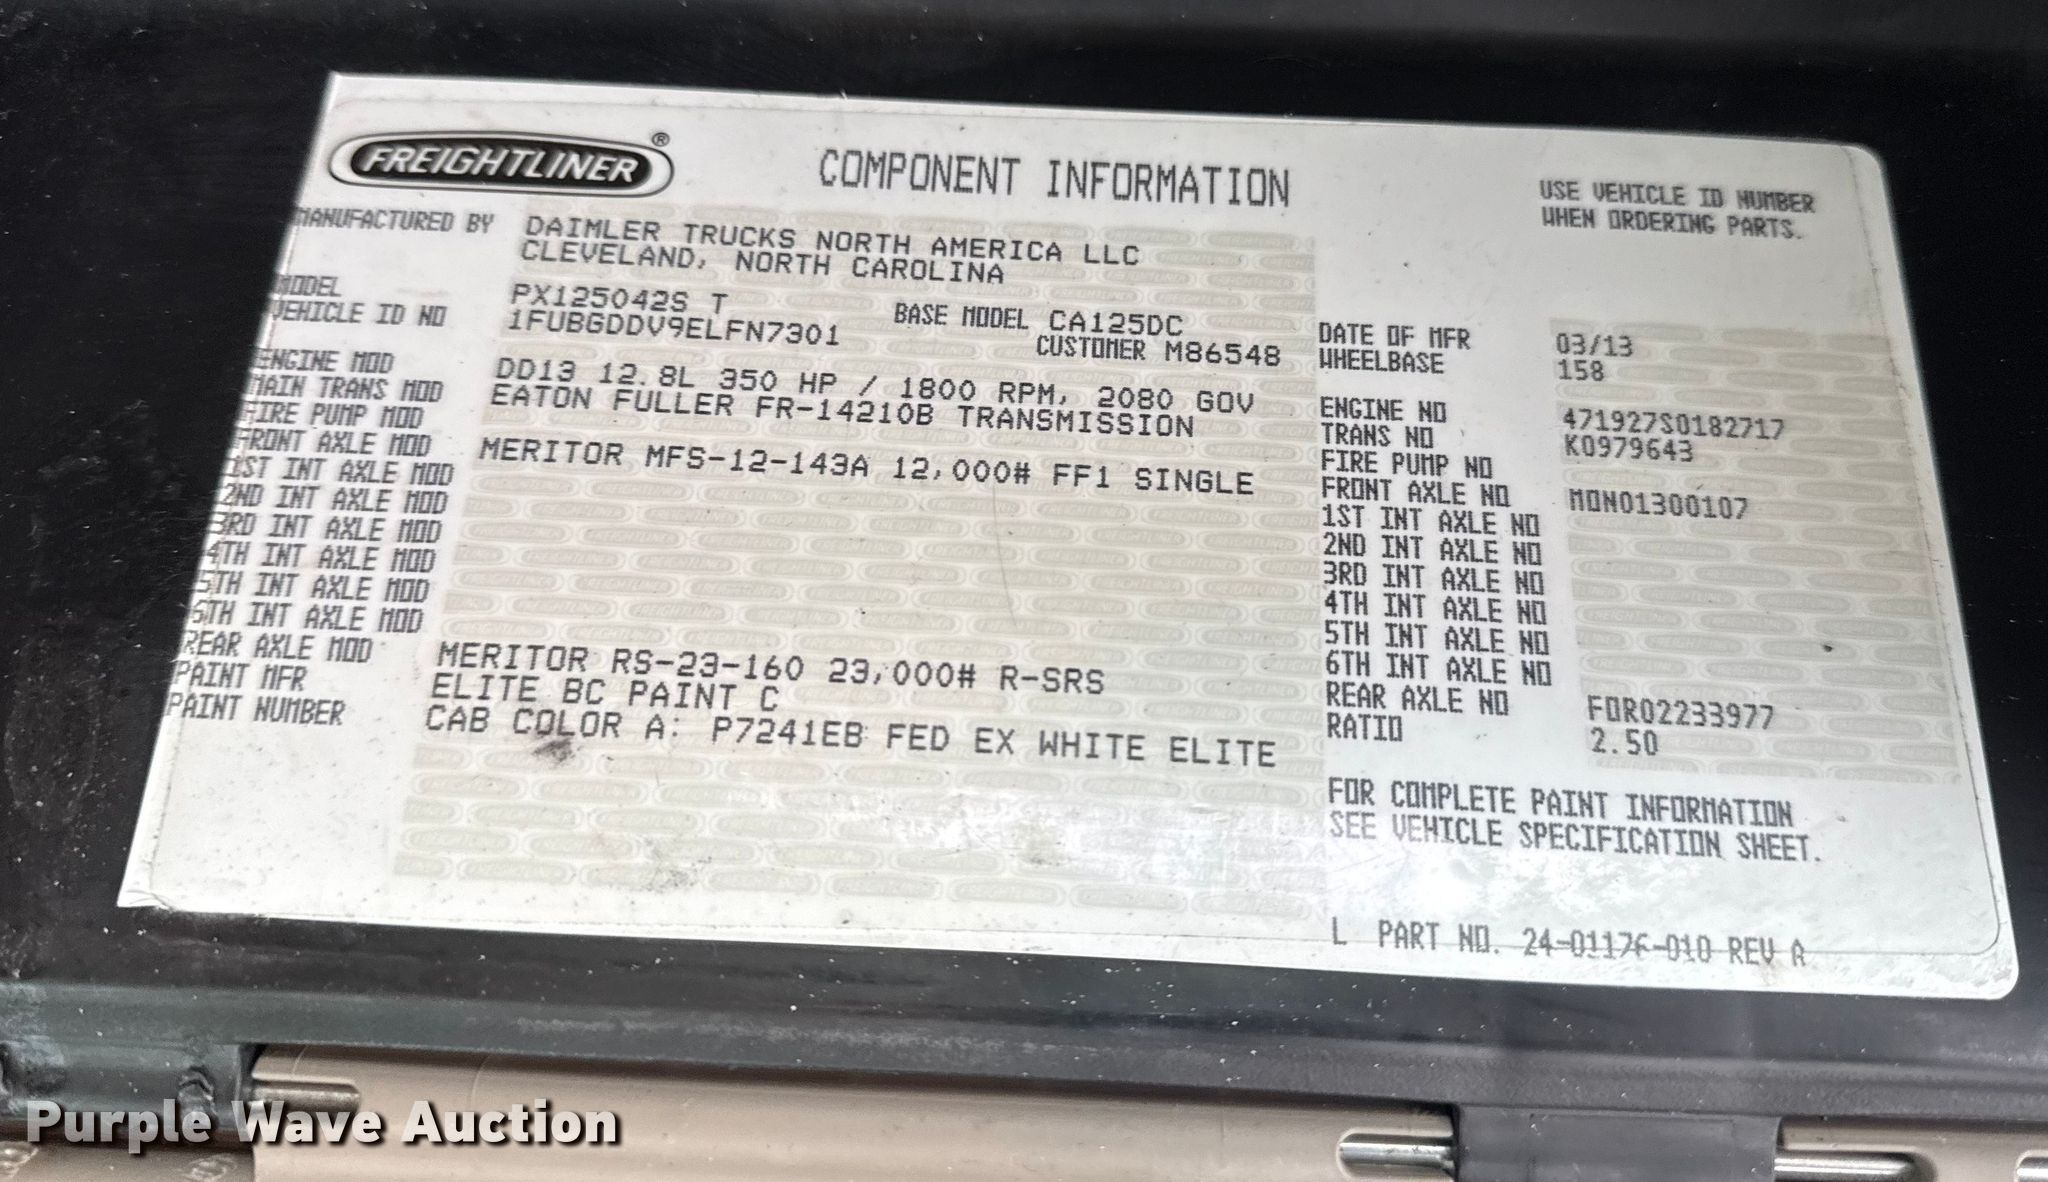 FREIGHTLINER®
COMPONENT INFORMATION
USE VEHICLE ID NUMBER
WHEN ORDERING PARTS.
MANUFACTURED BY DAIMLER TRUCKS NORTH AMERICA LLC
CLEVELAND, NORTH CAROLINA
MODEL PX125042S T BASE MODEL CA125DC
VEHICLE ID NO 1FUBGDDV9ELFN7301 CUSTOMER M86548
DATE OF MFR 03/13
WHEELBASE 158
ENGINE MOD DD13 12.8L 350 HP / 1800 RPM, 2080 GOV
MAIN TRANS MOD EATON FULLER FR-14210B TRANSMISSION
FIRE PUMP MOD
FRONT AXLE MOD MERITOR MFS-12-143A 12,000# FF1 SINGLE
1ST INT AXLE MOD
2ND INT AXLE MOD
3RD INT AXLE MOD
4TH INT AXLE MOD
5TH INT AXLE MOD
6TH INT AXLE MOD
REAR AXLE MOD MERITOR RS-23-160 23,000# R-SRS
PAINT MFR ELITE BC PAINT C
PAINT NUMBER CAB COLOR A: P7241EB FED EX WHITE ELITE
ENGINE NO 471927S0182717
TRANS NO K0979643
FIRE PUMP NO
FRONT AXLE NO MON01300107
1ST INT AXLE NO
2ND INT AXLE NO
3RD INT AXLE NO
4TH INT AXLE NO
5TH INT AXLE NO
6TH INT AXLE NO
REAR AXLE NO FOR02233977
RATIO 2.50
FOR COMPLETE PAINT INFORMATION
SEE VEHICLE SPECIFICATION SHEET.
L PART NO. 24-01176-010 REV A
Purple Wave Auction